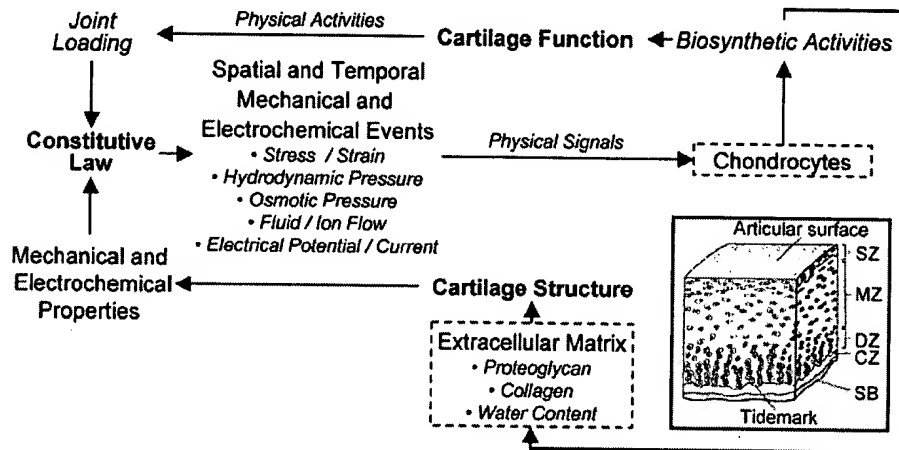 Joint
Loading
Physical Activities
Cartilage Function
Biosynthetic Activities
Spatial and Temporal
Mechanical and
Electrochemical Events
• Stress / Strain
• Hydrodynamic Pressure
• Osmotic Pressure
• Fluid / Ion Flow
• Electrical Potential / Current
Constitutive
Law
Physical Signals
Chondrocytes
Mechanical and
Electrochemical
Properties
Cartilage Structure
Extracellular Matrix
• Proteoglycan
• Collagen
• Water Content
Articular surface
SZ
MZ
DZ
CZ
SB
Tidemark